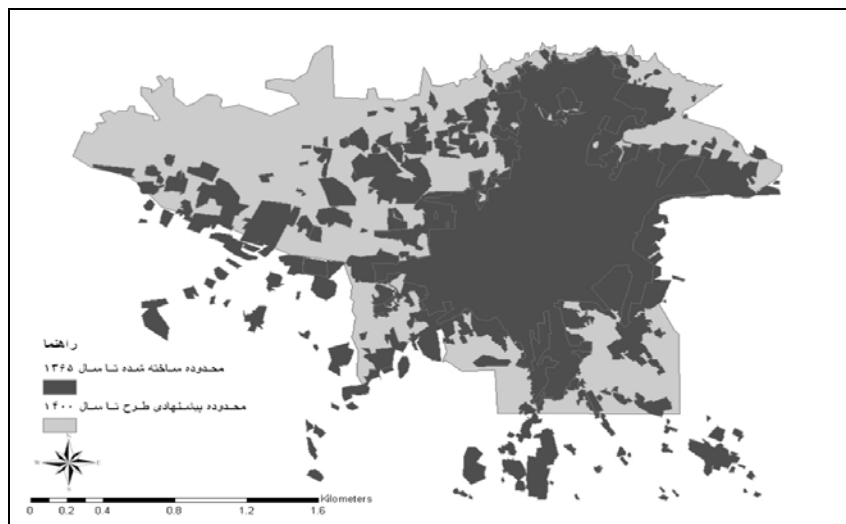 راهنما
محدوده ساخته شده تا سال ۱۳۶۵
محدوده پیشنهادی طرح تا سال ۱۴۰۰
N
W E
S
Kilometers
0 0.2 0.4 0.8 1.2 1.6